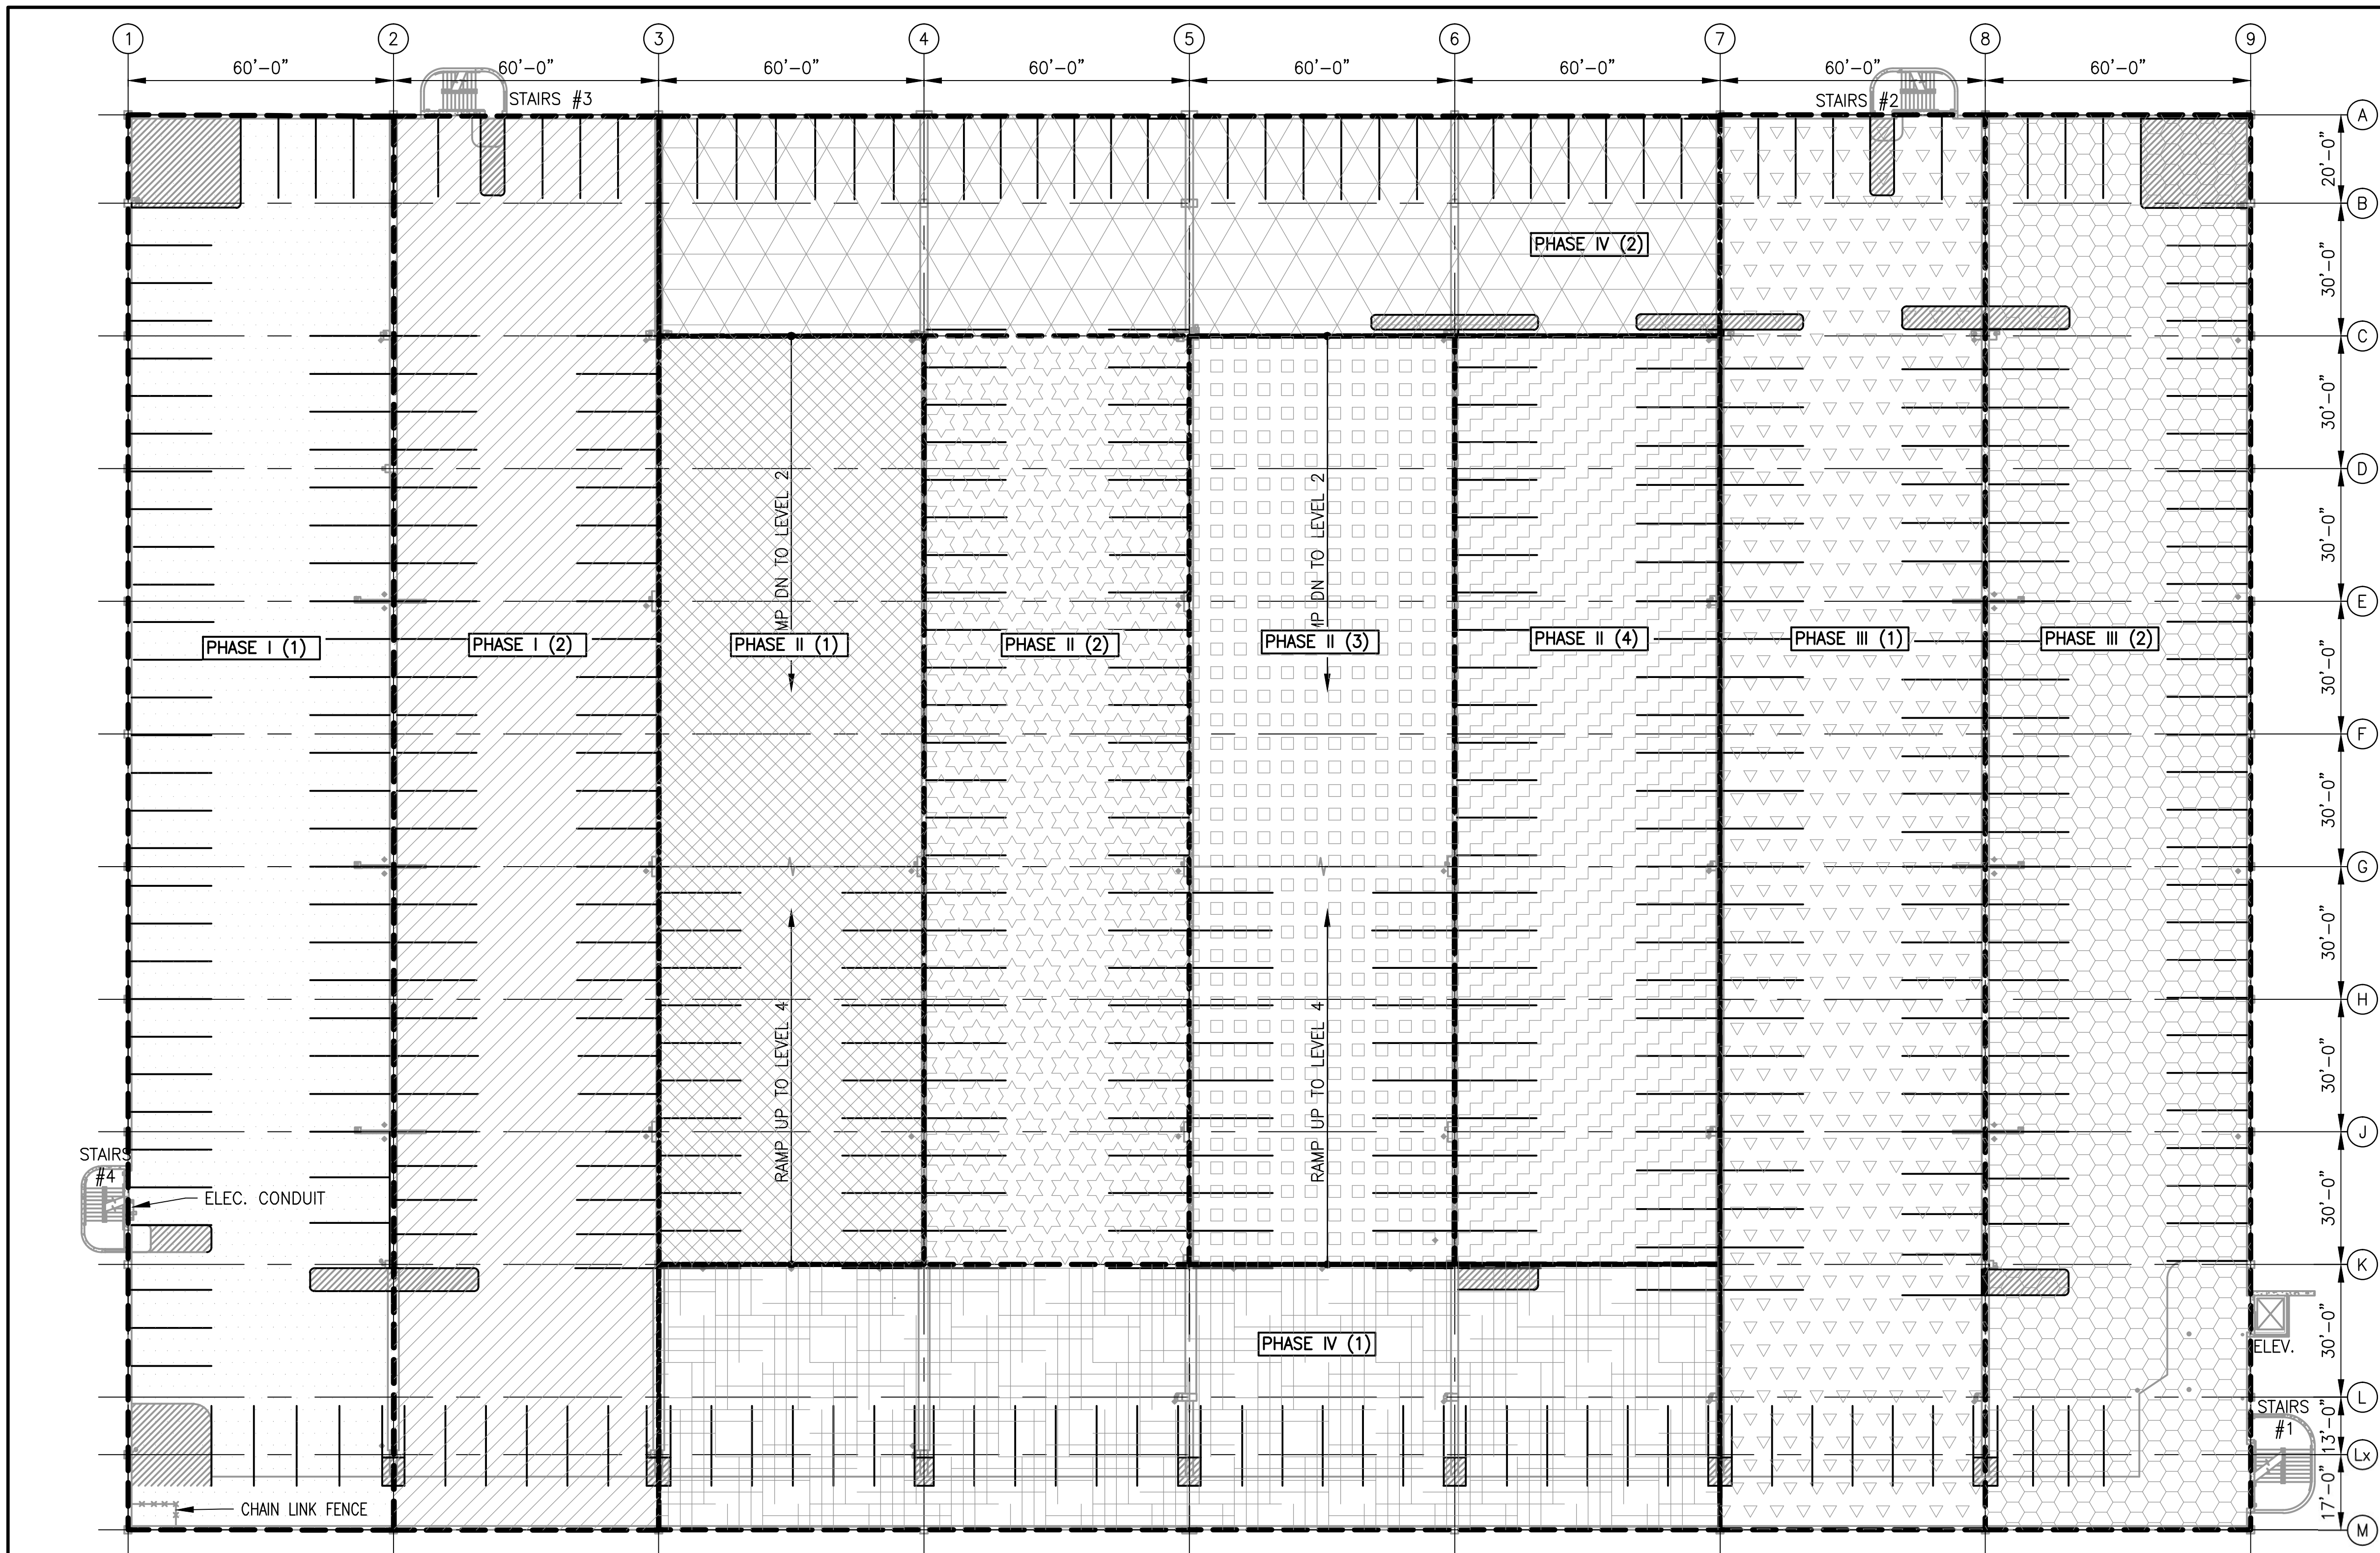 1 2 3 4 5 6 7 8 9
60'-0" 60'-0" 60'-0" 60'-0" 60'-0" 60'-0" 60'-0" 60'-0"
STAIRS #3
STAIRS #2
A
20'-0"
B
PHASE IV (2)
30'-0"
C
30'-0"
D
MP DN TO LEVEL 2
MP DN TO LEVEL 2
30'-0"
E
PHASE I (1)
PHASE I (2)
PHASE II (1)
PHASE II (2)
PHASE II (3)
PHASE II (4)
PHASE III (1)
PHASE III (2)
30'-0"
F
30'-0"
G
30'-0"
H
RAMP UP TO LEVEL 4
RAMP UP TO LEVEL 4
30'-0"
J
STAIRS
#4
ELEC. CONDUIT
30'-0"
K
PHASE IV (1)
ELEV.
30'-0"
L
STAIRS
#1
13'-0"
Lx
CHAIN LINK FENCE
17'-0"
M